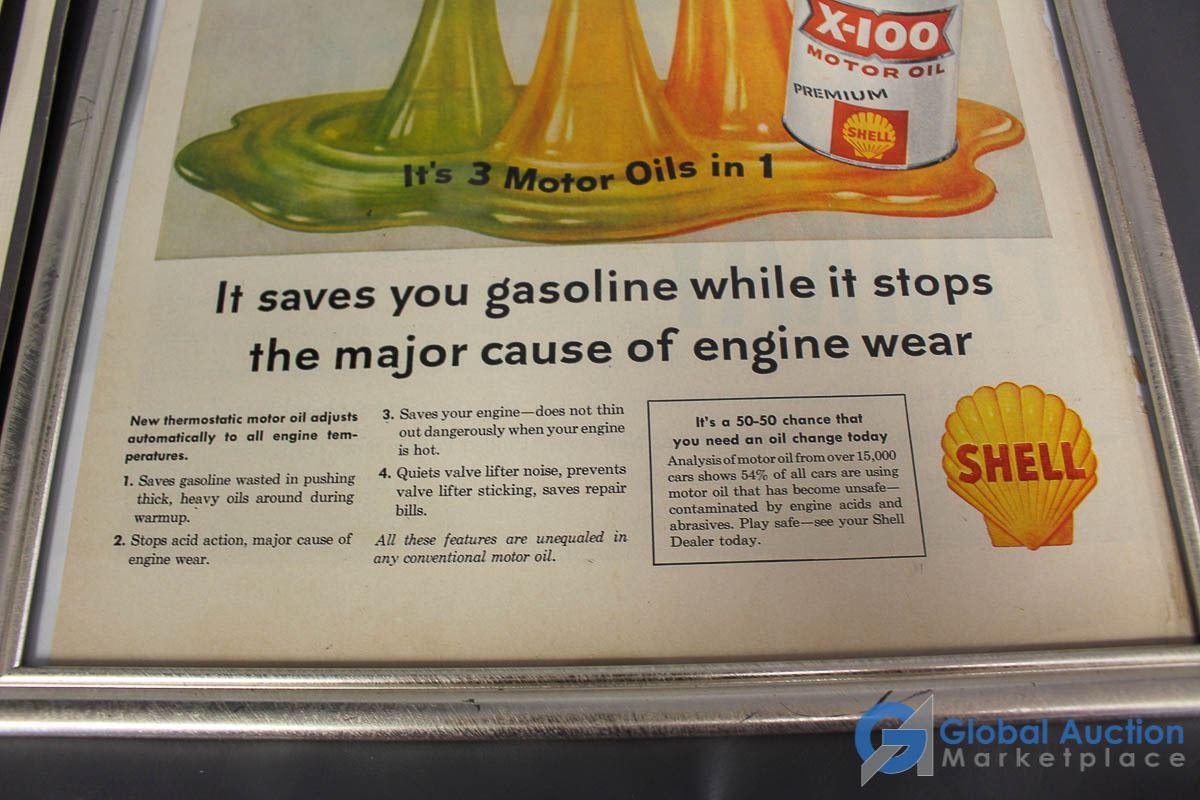 X-100
MOTOR OIL
PREMIUM
SHELL
It's 3 Motor Oils in 1
It saves you gasoline while it stops
the major cause of engine wear
New thermostatic motor oil adjusts
automatically to all engine tem-
peratures.
1. Saves gasoline wasted in pushing
thick, heavy oils around during
warmup.
2. Stops acid action, major cause of
engine wear.
3. Saves your engine—does not thin
out dangerously when your engine
is hot.
4. Quiets valve lifter noise, prevents
valve lifter sticking, saves repair
bills.
All these features are unequaled in
any conventional motor oil.
It's a 50-50 chance that
you need an oil change today
Analysis of motor oil from over 15,000
cars shows 54% of all cars are using
motor oil that has become unsafe—
contaminated by engine acids and
abrasives. Play safe—see your Shell
Dealer today.
SHELL
Global Auction
Marketplace